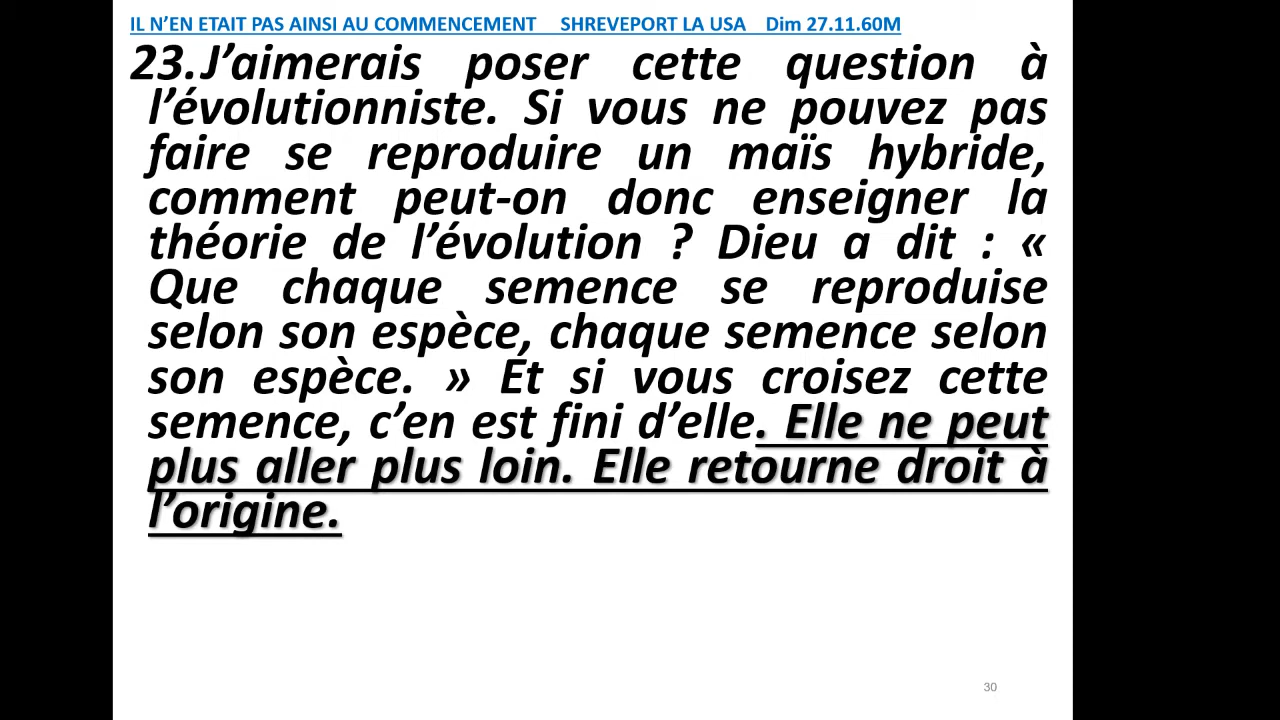 IL N’EN ETAIT PAS AINSI AU COMMENCEMENT SHREVEPORT LA USA Dim 27.11.60M
23.J’aimerais poser cette question à
l’évolutionniste. Si vous ne pouvez pas
faire se reproduire un maïs hybride,
comment peut-on donc enseigner la
théorie de l’évolution ? Dieu a dit : «
Que chaque semence se reproduise
selon son espèce, chaque semence selon
son espèce. » Et si vous croisez cette
semence, c’en est fini d’elle. Elle ne peut
plus aller plus loin. Elle retourne droit à
l’origine.
30